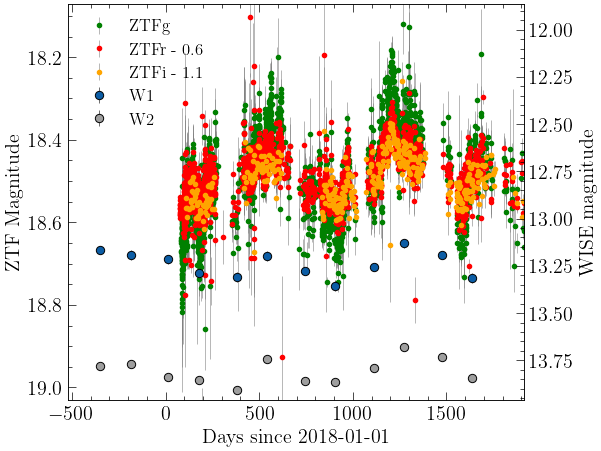 ZTFg
ZTFr - 0.6
ZTFi - 1.1
W1
W2
18.2
18.4
18.6
18.8
19.0
ZTF Magnitude
12.00
12.25
12.50
12.75
13.00
13.25
13.50
13.75
WISE magnitude
−500
0
500
1000
1500
Days since 2018-01-01